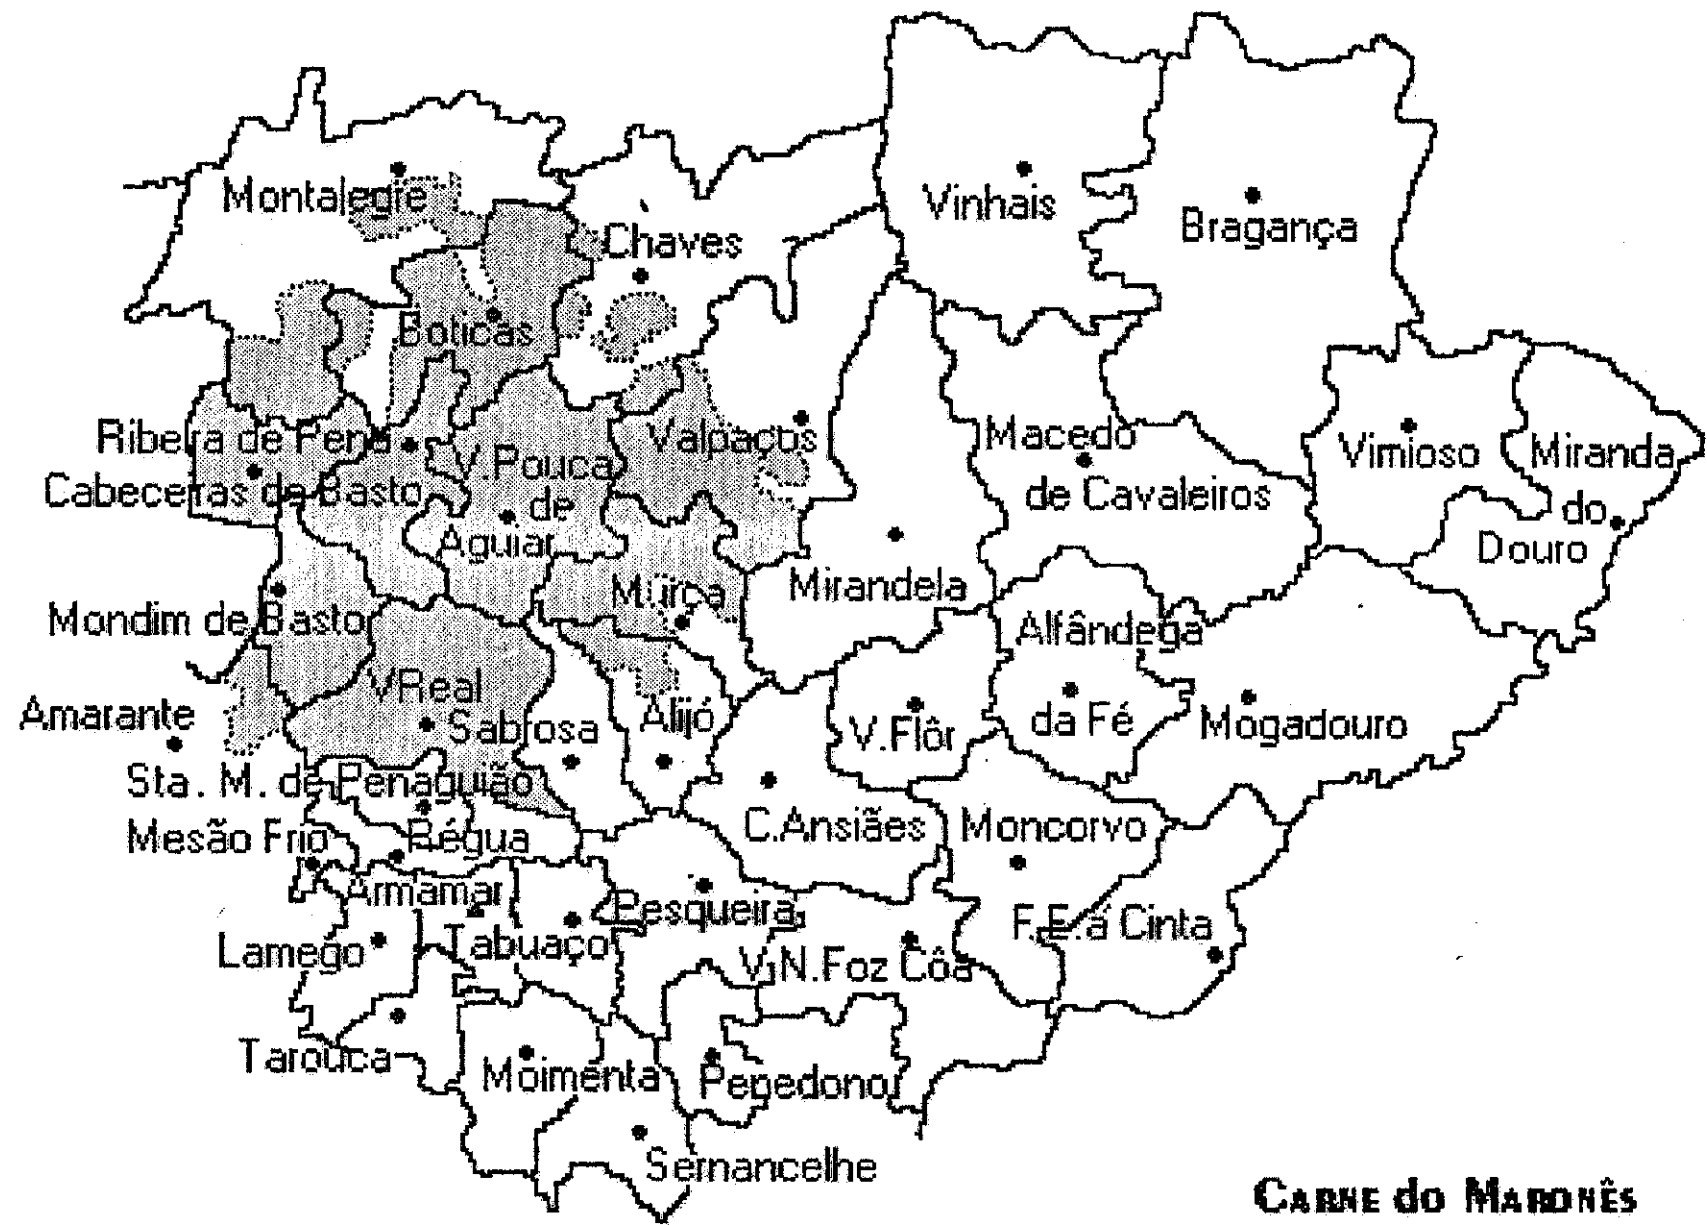 Montalegre
Vinhais
Bragança
Chaves
Boticas
Ribeira de Pena
Valpaços
Macedo
de Cavaleiros
Vimioso
Miranda
do
Douro
Cabeceiras de Basto
V.Pouca
de
Aguiar
Murça
Mirandela
Mondim de Basto
Alfândega
da Fé
V Real
Amarante
Sabrosa
Alijó
V.Flôr
Mogadouro
Sta. M. de Penaguião
Mesão Frio
Régua
C.Ansiães
Moncorvo
Armamar
Pesqueira
Lamego
Tabuaço
F.E.á Cinta
V.N.Foz Côa
Tarouca
Moimenta
Penedono
Sernancelhe
CARNE do MARONÊS